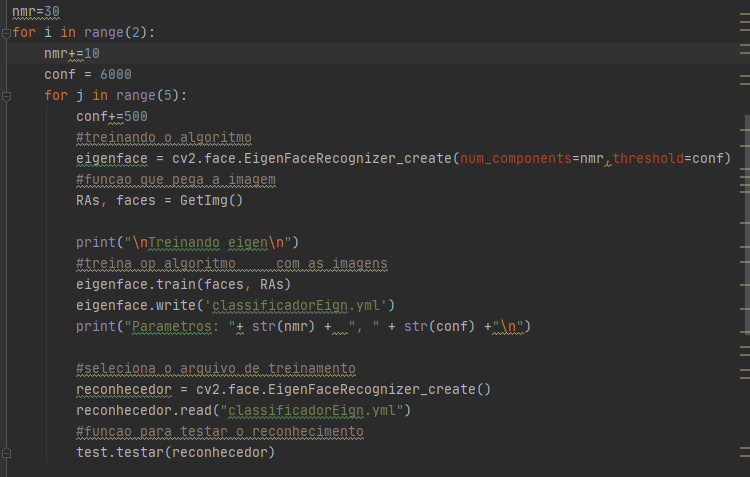 nmr=30
for i in range(2):
    nmr+=10
    conf = 6000
    for j in range(5):
        conf+=500
        #treinando o algoritmo
        eigenface = cv2.face.EigenFaceRecognizer_create(num_components=nmr,threshold=conf)
        #funcao que pega a imagem
        RAs, faces = GetImg()

        print("\nTreinando eigen\n")
        #treina op algoritmo     com as imagens
        eigenface.train(faces, RAs)
        eigenface.write('classificadorEign.yml')
        print("Parametros: "+ str(nmr) +  ", " + str(conf) +"\n")

        #seleciona o arquivo de treinamento
        reconhecedor = cv2.face.EigenFaceRecognizer_create()
        reconhecedor.read("classificadorEign.yml")
        #funcao para testar o reconhecimento
        test.testar(reconhecedor)